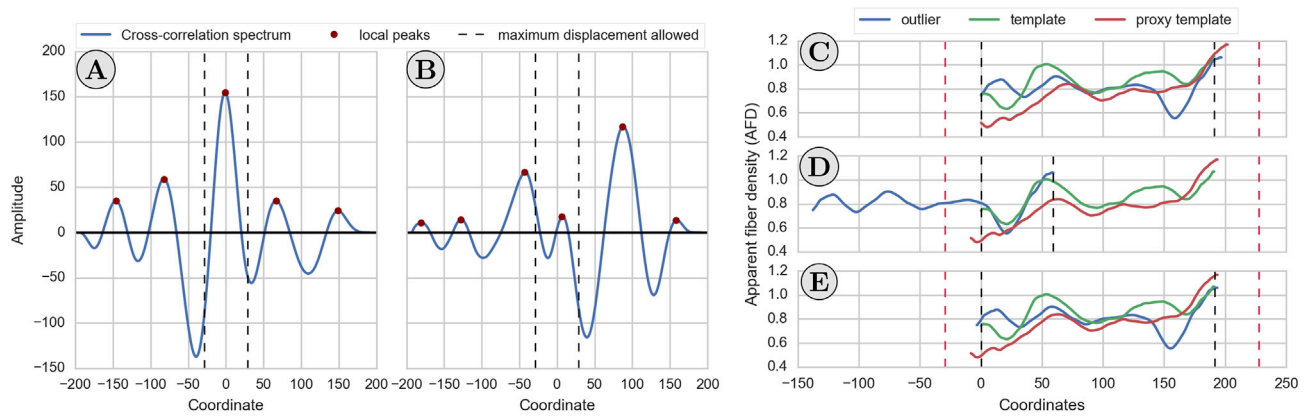 Cross-correlation spectrum local peaks maximum displacement allowed
outlier template proxy template
A
B
C
D
E
Amplitude
200
150
100
50
0
−50
−100
−150
−200 −150 −100 −50 0 50 100 150 200
Coordinate
−200 −150 −100 −50 0 50 100 150 200
Coordinate
Apparent fiber density (AFD)
1.2
1.0
0.8
0.6
0.4
1.2
1.0
0.8
0.6
0.4
1.2
1.0
0.8
0.6
0.4
−150 −100 −50 0 50 100 150 200 250
Coordinates